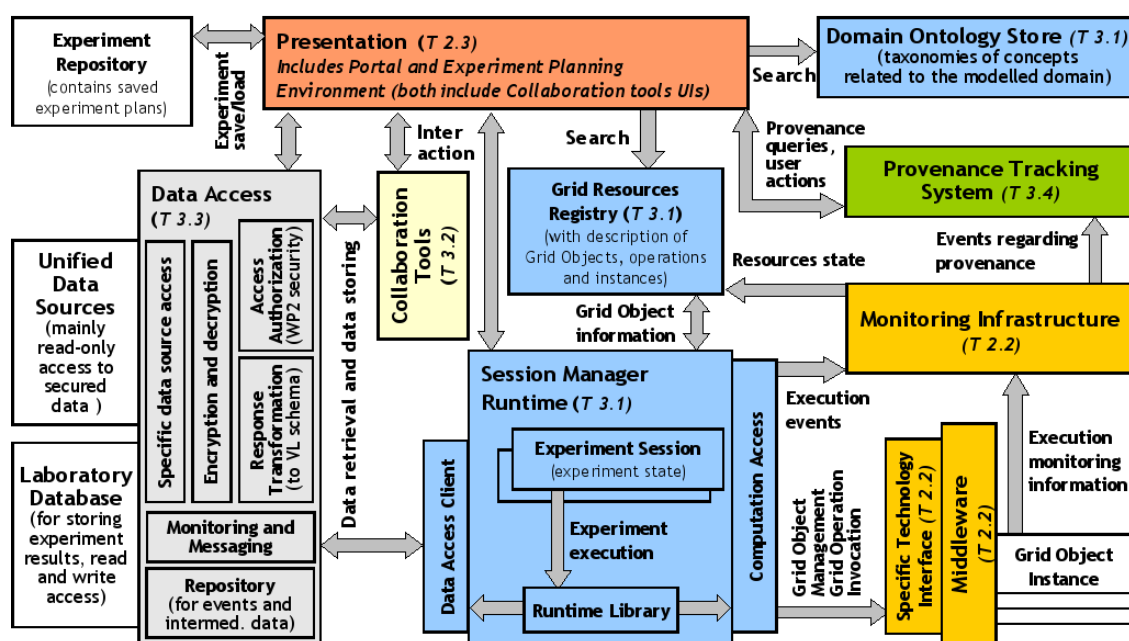 Experiment
Repository
(contains saved
experiment plans)
Presentation (T 2.3)
Includes Portal and Experiment Planning
Environment (both include Collaboration tools UIs)
Search
Domain Ontology Store (T 3.1)
(taxonomies of concepts
related to the modelled domain)
Experiment
save/load
Inter
action
Search
Provenance
queries,
user
actions
Provenance Tracking
System (T 3.4)
Data Access
(T 3.3)
Specific data source access
Encryption and decryption
Access
Authorization
(WP2 security)
Response
Transformation
(to VL schema)
Monitoring and
Messaging
Repository
(for events and
intermed. data)
Unified
Data
Sources
(mainly
read-only
access to
secured
data )
Laboratory
Database
(for storing
experiment
results, read
and write
access)
Collaboration
Tools
(T 3.2)
Data retrieval and data storing
Grid Resources
Registry (T 3.1)
(with description of
Grid Objects, operations
and instances)
Resources state
Events regarding
provenance
Grid Object
information
Monitoring Infrastructure
(T 2.2)
Session Manager
Runtime (T 3.1)
Experiment Session
(experiment state)
Experiment
execution
Runtime Library
Data Access Client
Computation Access
Execution
events
Grid Object
Management
Grid Operation
Invocation
Specific Technology
Interface (T 2.2)
Middleware
(T 2.2)
Execution
monitoring
information
Grid Object
Instance